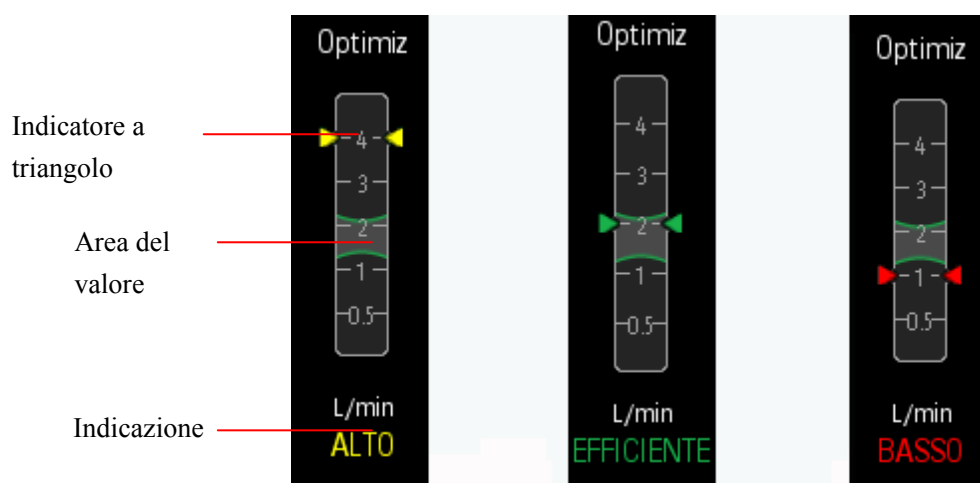 Optimiz
Optimiz
Optimiz
Indicatore a
triangolo
Area del
valore
Indicazione
4
3
2
1
0.5
L/min
ALTO
4
3
2
1
0.5
L/min
EFFICIENTE
4
3
2
1
0.5
L/min
BASSO